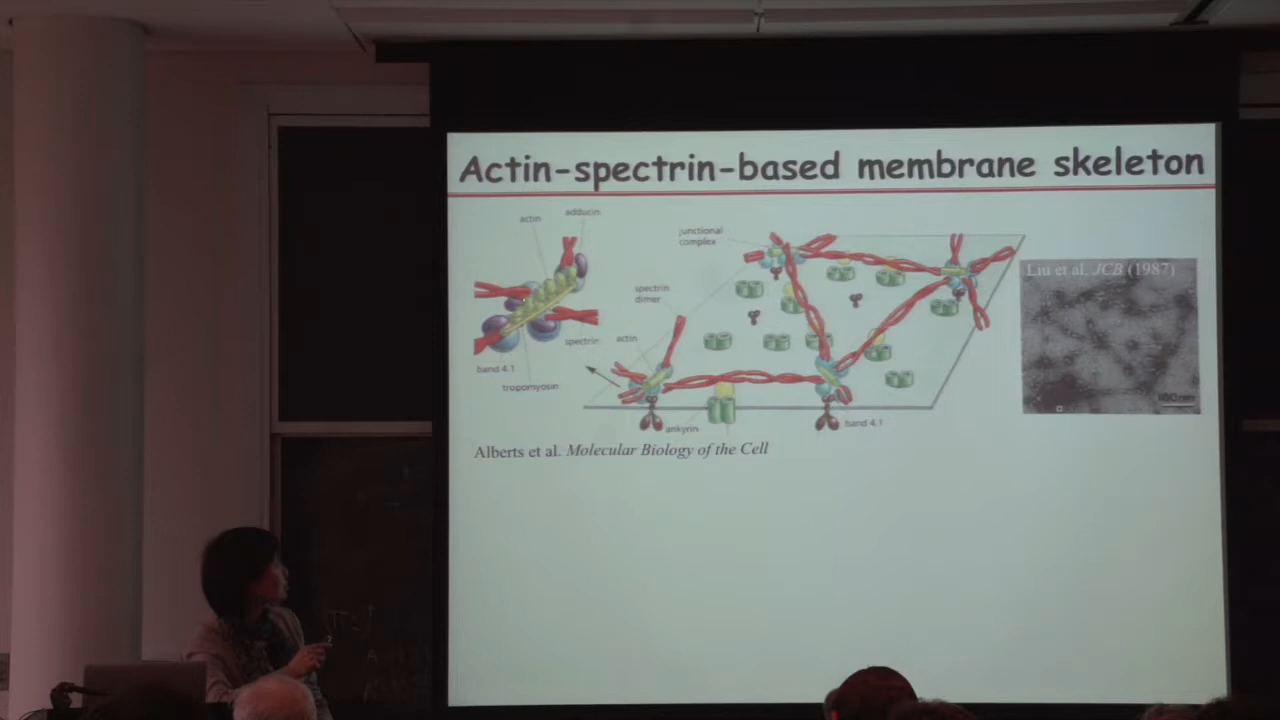 Actin-spectrin-based membrane skeleton
actin
adducin
junctional
complex
Liu et al. JCB (1987)
spectrin
dimer
spectrin
actin
band 4.1
tropomyosin
ankyrin
band 4.1
Alberts et al. Molecular Biology of the Cell